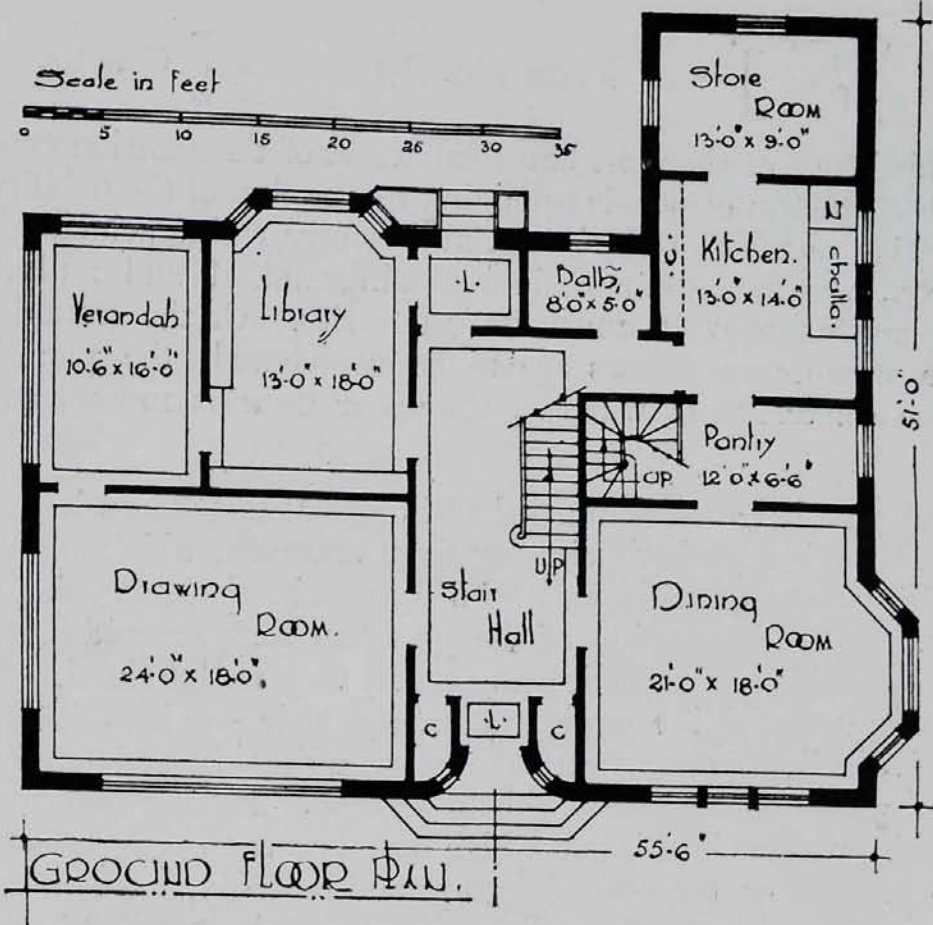 Scale in Feet
0 5 10 15 20 26 30 35
Store
Room
13'-0" x 9'-0"
Verandah
10'.6" x 16'-0"
Library
13'-0" x 18'-0"
.L.
Bath,
8'-0" x 5'-0"
.C.
Kitchen.
13'-0" x 14'-0"
N
challa.
51'-0"
Pantry
12'0" x 6'-6"
UP
UP
Drawing
Room.
24'-0" x 18'-0"
Stair
Hall
Dining
Room
21'-0" x 18'-0"
C
.L.
C
55'-6"
GROUND FLOOR PLAN.